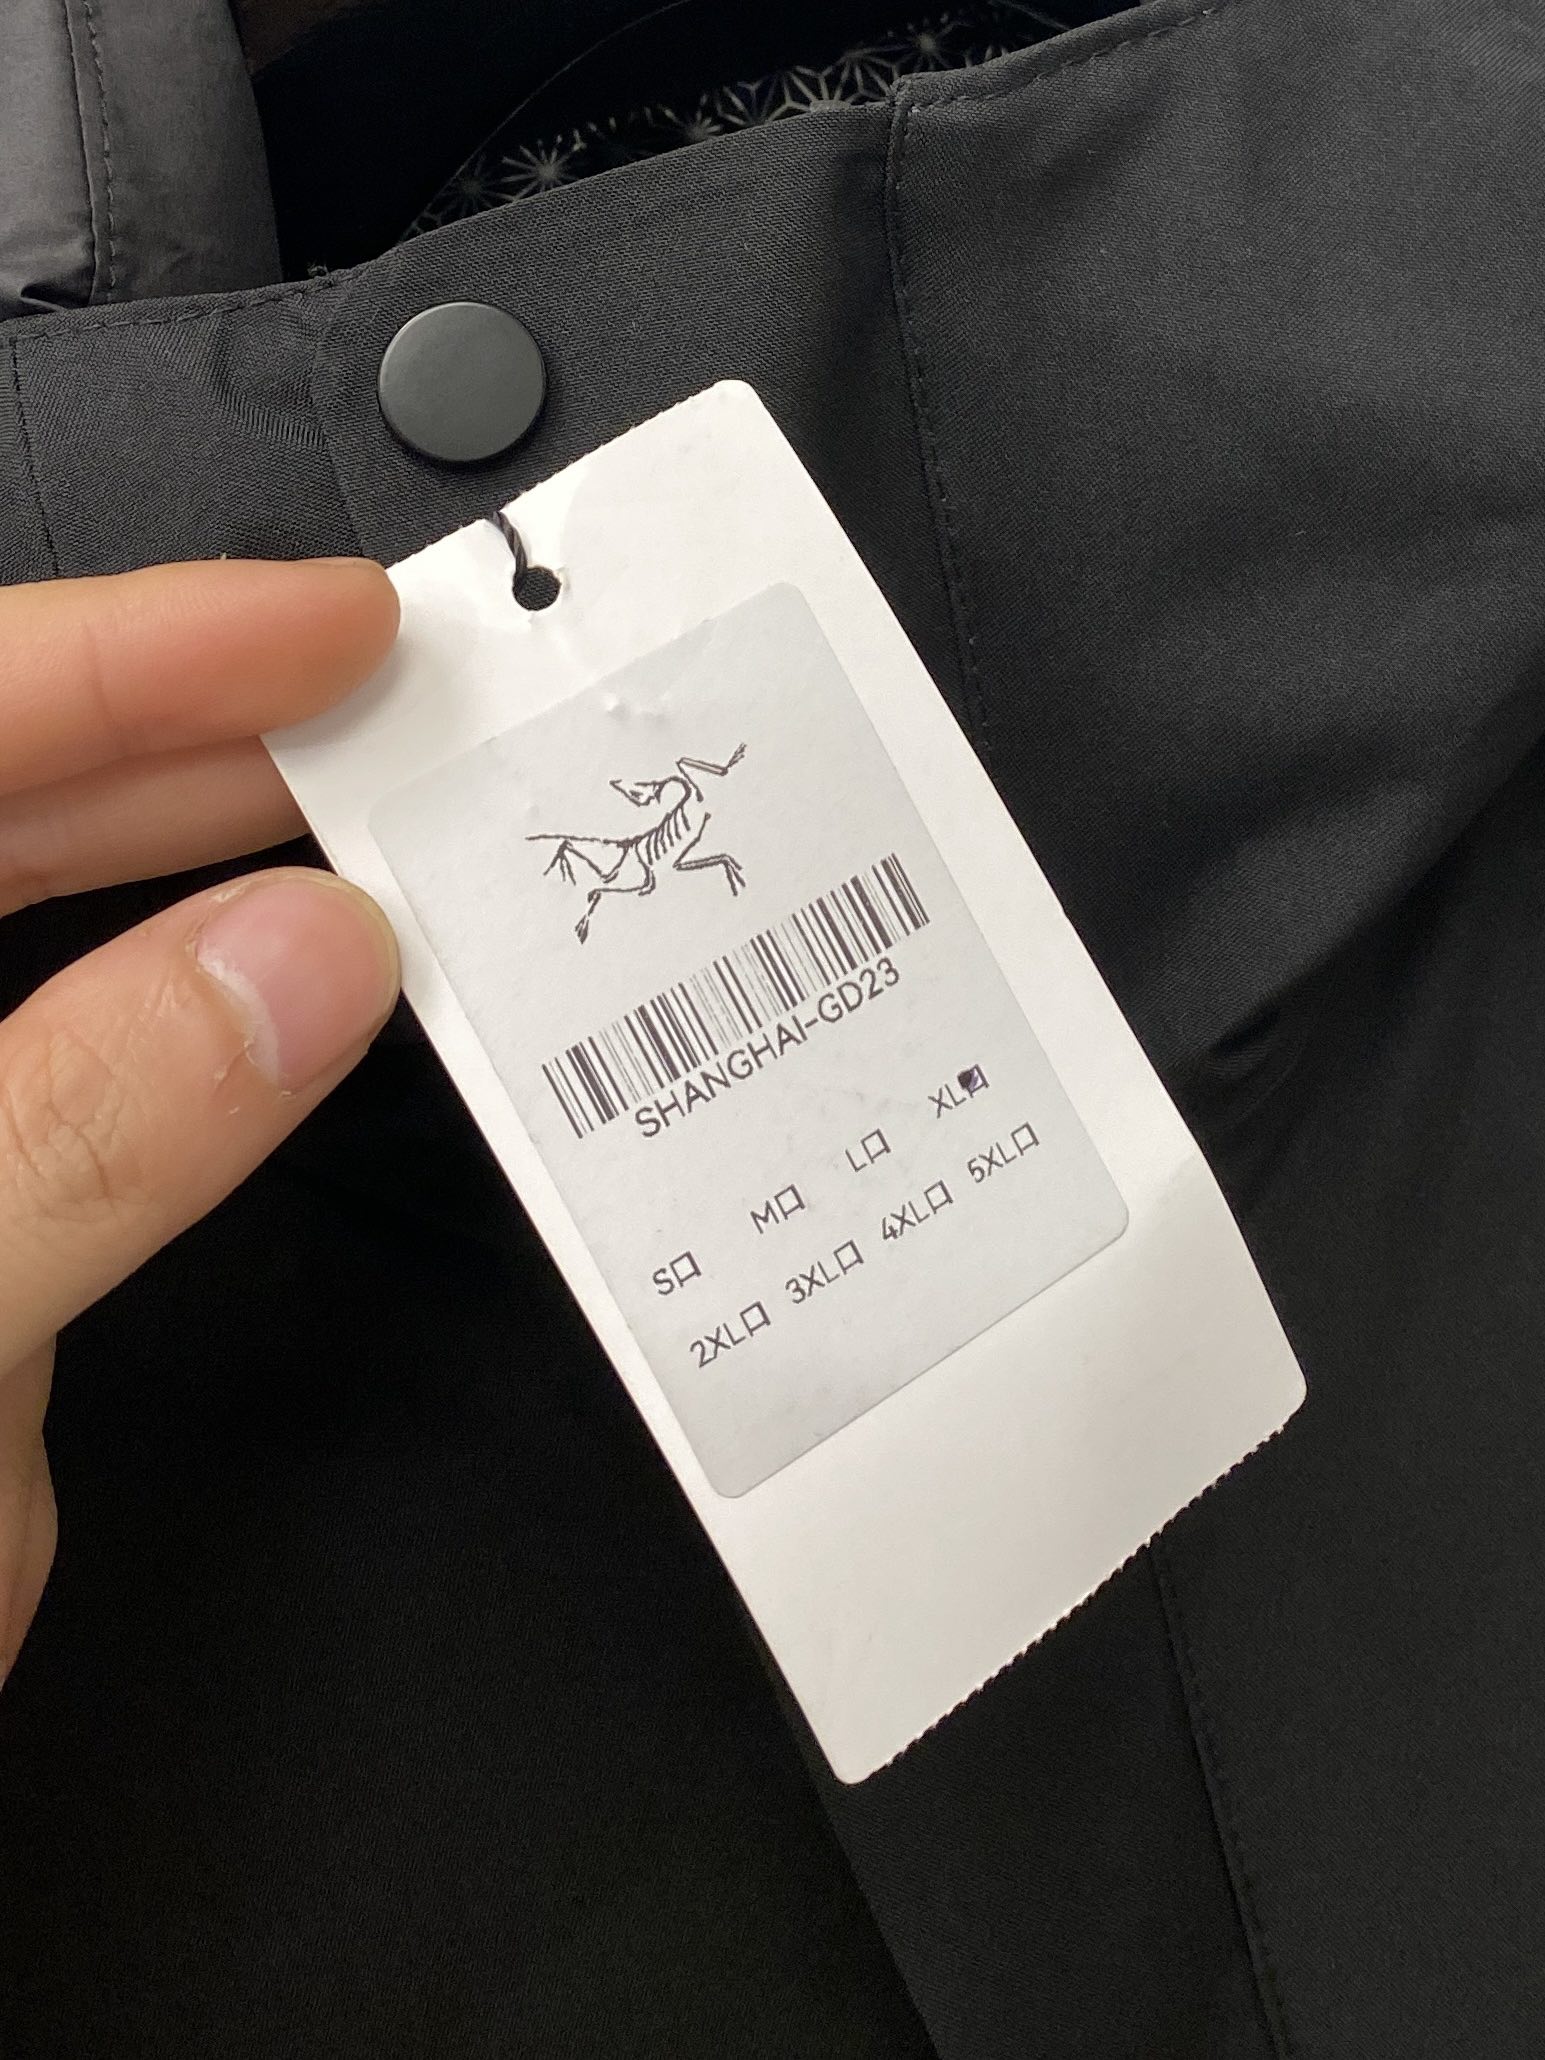 SHANGHAI-GD23
S□ M□ L□ XL■
2XL□ 3XL□ 4XL□ 5XL□